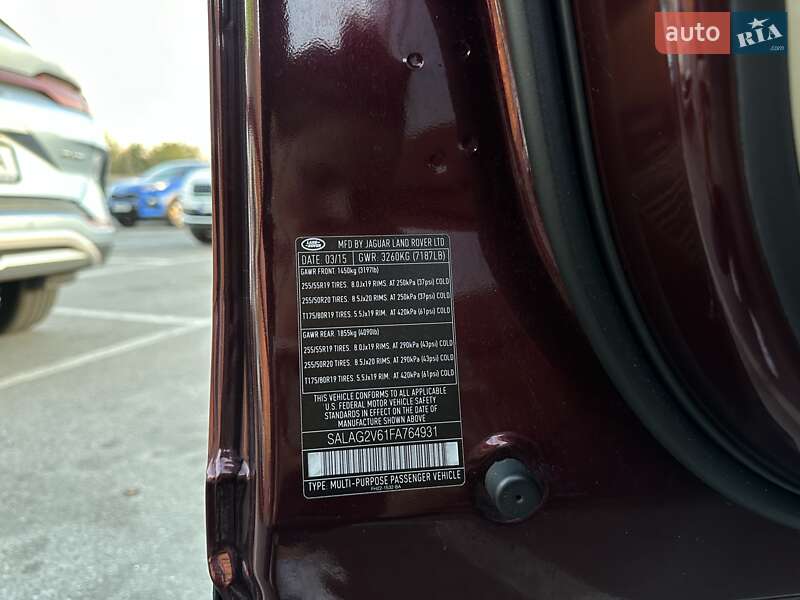 auto RIA
.com
LAND ROVER
MFD BY JAGUAR LAND ROVER LTD
DATE: 03/15 GWR. 3260KG (7187LB)
GAWR FRONT 1450kg (3197lb)
255/55R19 TIRES. 8.0Jx19 RIMS. AT 250kPa (37psi) COLD
255/50R20 TIRES. 8.5Jx20 RIMS. AT 250kPa (37psi) COLD
T175/80R19 TIRES. 5.5Jx19 RIM. AT 420kPa (61psi) COLD
GAWR REAR. 1855kg (4090lb)
255/55R19 TIRES. 8.0Jx19 RIMS. AT 290kPa (43psi) COLD
255/50R20 TIRES. 8.5Jx20 RIMS. AT 290kPa (43psi) COLD
T175/80R19 TIRES. 5.5Jx19 RIM. AT 420kPa (61psi) COLD
THIS VEHICLE CONFORMS TO ALL APPLICABLE
U.S. FEDERAL MOTOR VEHICLE SAFETY
STANDARDS IN EFFECT ON THE DATE OF
MANUFACTURE SHOWN ABOVE
SALAG2V61FA764931
TYPE: MULTI-PURPOSE PASSENGER VEHICLE